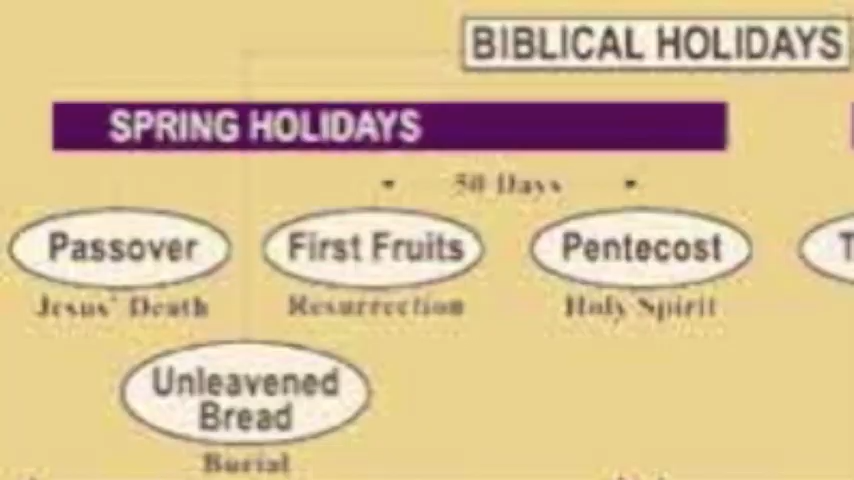 BIBLICAL HOLIDAYS
SPRING HOLIDAYS
50 Days
Passover
First Fruits
Pentecost
Jesus' Death
Resurrection
Holy Spirit
Unleavened
Bread
Burial